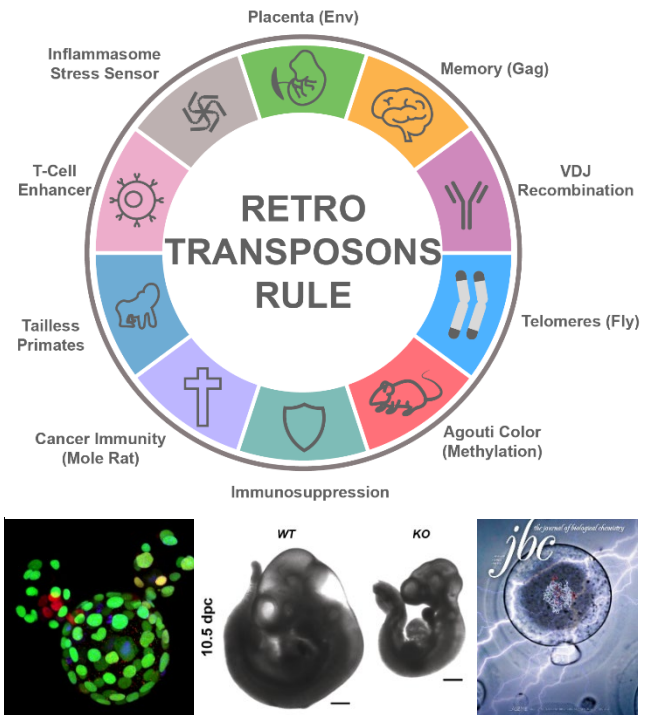 Placenta (Env)
Inflammasome
Stress Sensor
Memory (Gag)
T-Cell
Enhancer
VDJ
Recombination
RETRO
TRANSPOSONS
RULE
Tailless
Primates
Telomeres (Fly)
Cancer Immunity
(Mole Rat)
Agouti Color
(Methylation)
Immunosuppression
WT
KO
10.5 dpc
the journal of biological chemistry
jbc